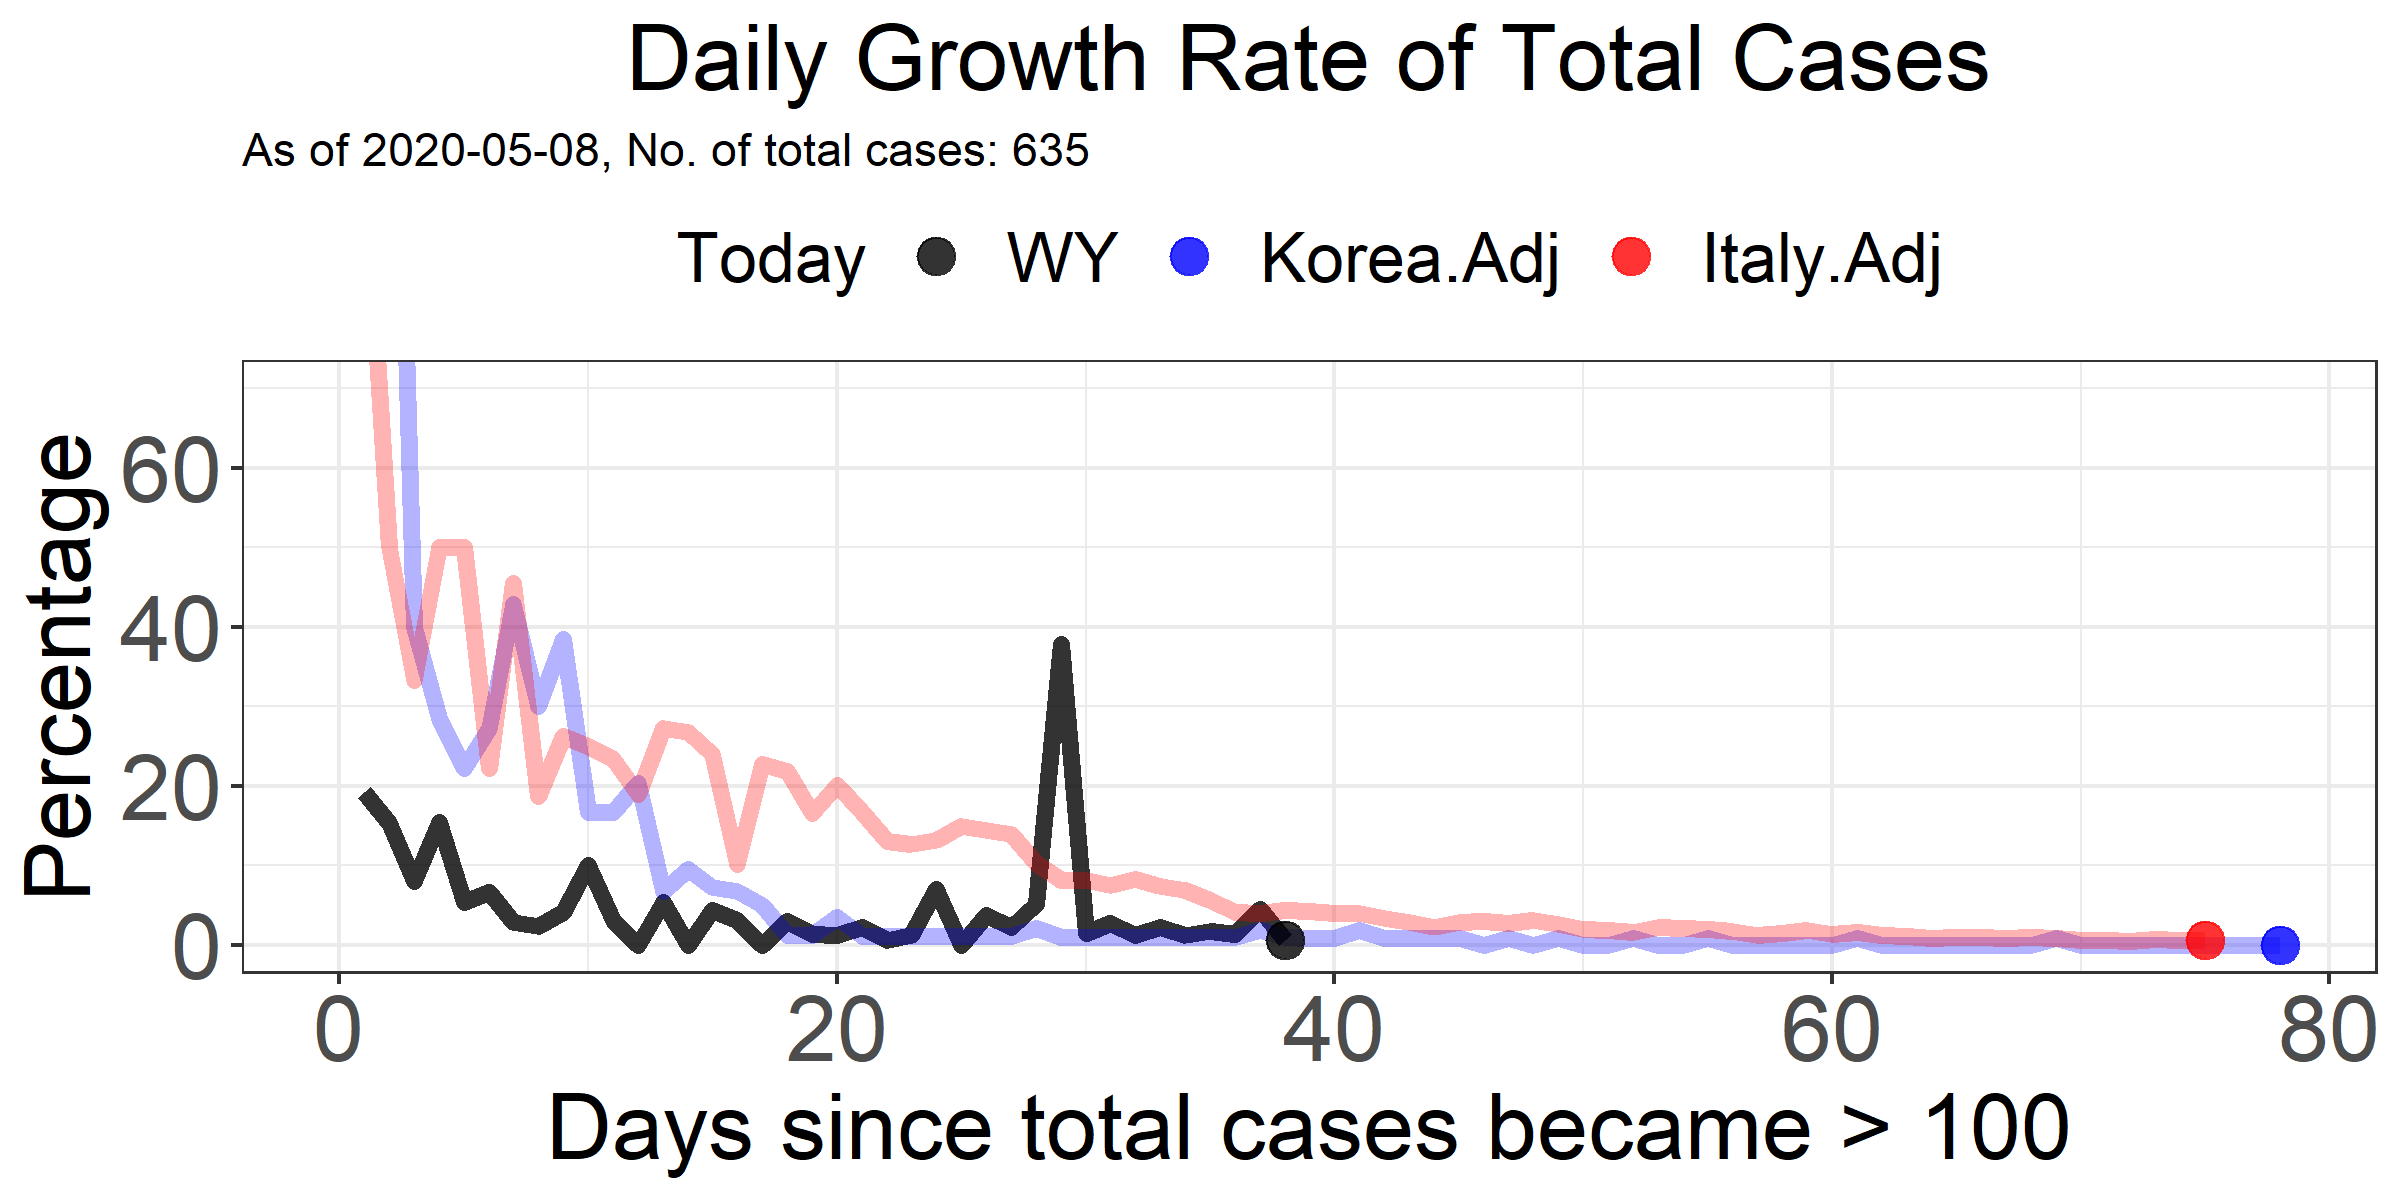 Daily Growth Rate of Total Cases
As of 2020-05-08, No. of total cases: 635
Today WY Korea.Adj Italy.Adj
Percentage
60
40
20
0
0 20 40 60 80
Days since total cases became > 100